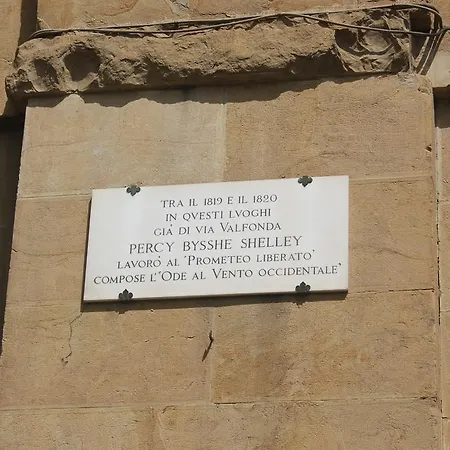 TRA IL 1819 E IL 1820
IN QVESTI LVOGHI
GIÀ DI VIA VALFONDA
PERCY BYSSHE SHELLEY
LAVORÒ AL 'PROMETEO LIBERATO'
COMPOSE L''ODE AL VENTO OCCIDENTALE'